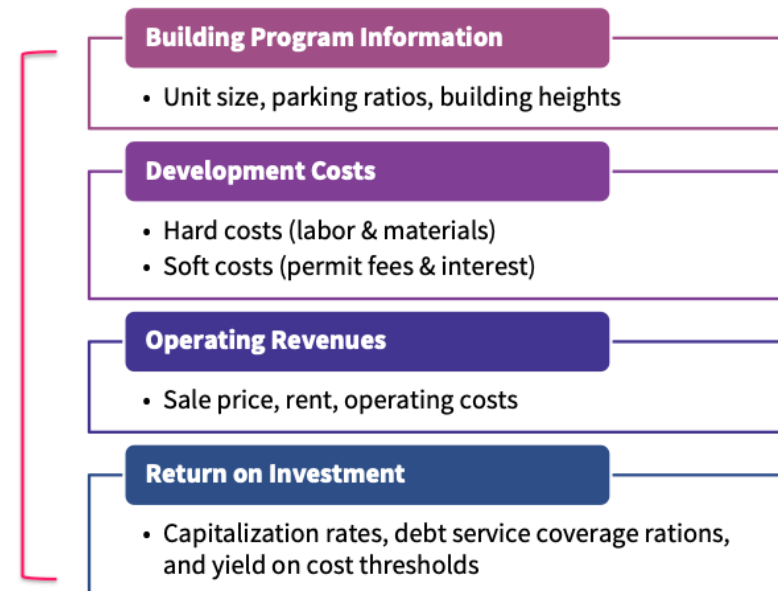 Building Program Information
• Unit size, parking ratios, building heights
Development Costs
• Hard costs (labor & materials)
• Soft costs (permit fees & interest)
Operating Revenues
• Sale price, rent, operating costs
Return on Investment
• Capitalization rates, debt service coverage rations,
and yield on cost thresholds